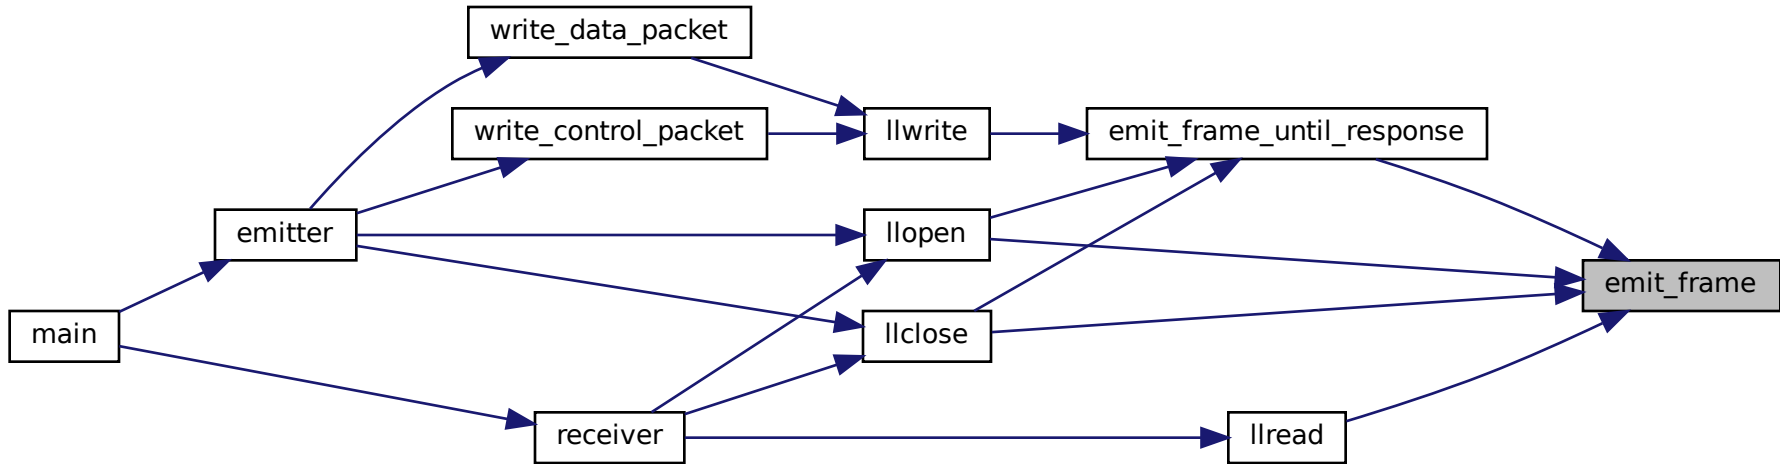 write_data_packet
write_control_packet
llwrite
emit_frame_until_response
emitter
llopen
emit_frame
main
llclose
receiver
llread